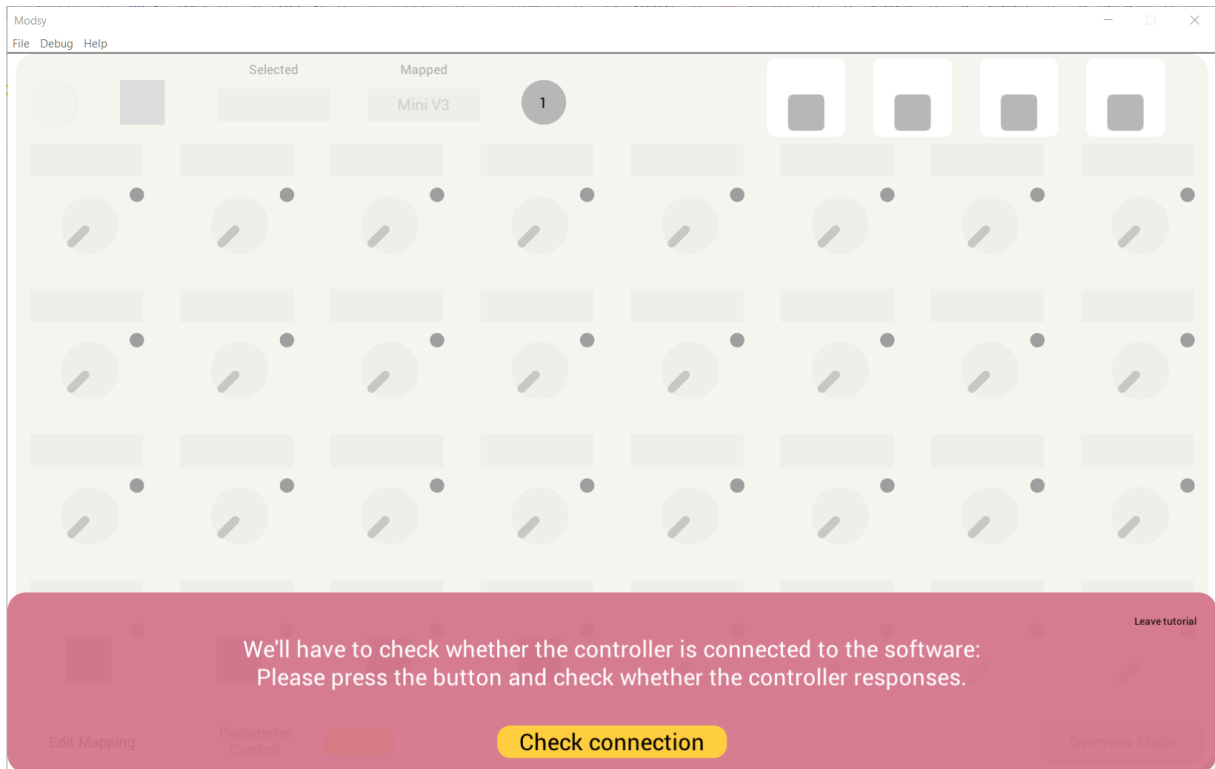 Modsy
File Debug Help
Selected
Mapped
Mini V3
1
Leave tutorial
We'll have to check whether the controller is connected to the software:
Please press the button and check whether the controller responses.
Edit Mapping
Parameter
Control
Check connection
Overview Mode